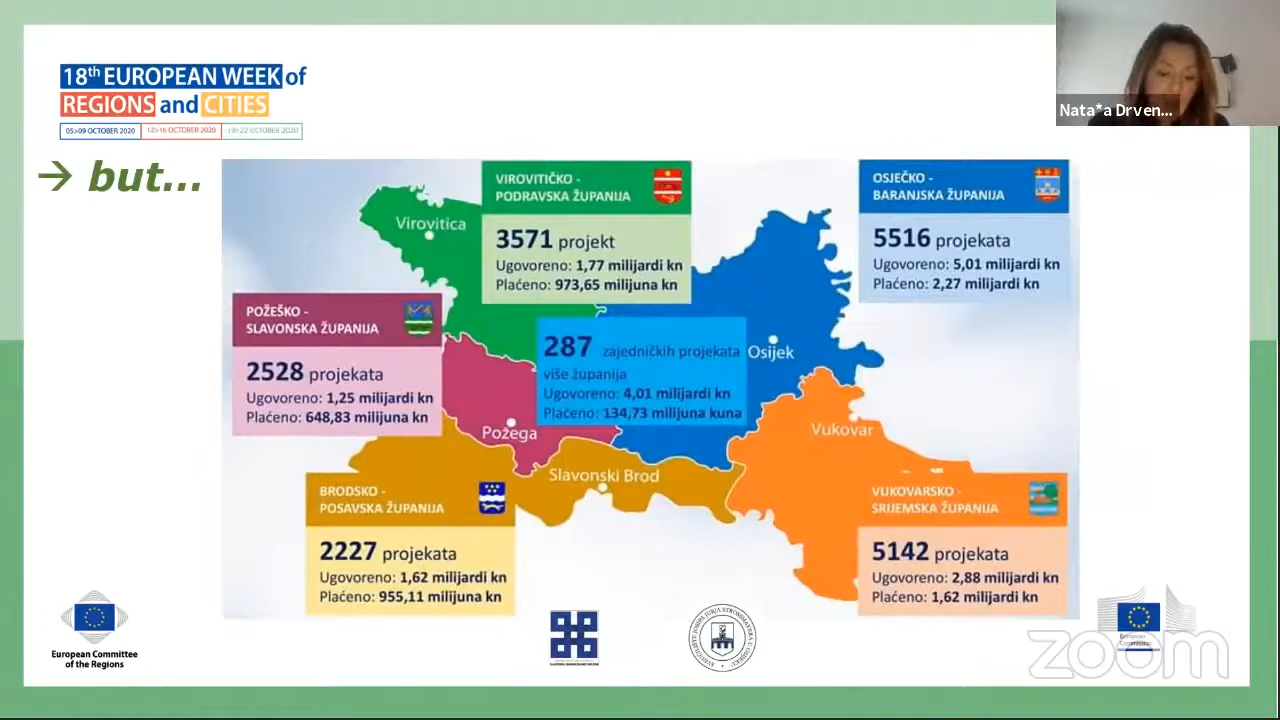 18th EUROPEAN WEEK of
REGIONS and CITIES
05>09 OCTOBER 2020
12>16 OCTOBER 2020
19>22 OCTOBER 2020
Nata*a Drven...
→ but...
VIROVITIČKO -
PODRAVSKA ŽUPANIJA
3571 projekt
Ugovoreno: 1,77 milijardi kn
Plaćeno: 973,65 milijuna kn
OSJEČKO -
BARANJSKA ŽUPANIJA
5516 projekata
Ugovoreno: 5,01 milijardi kn
Plaćeno: 2,27 milijardi kn
Virovitica
POŽEŠKO -
SLAVONSKA ŽUPANIJA
2528 projekata
Ugovoreno: 1,25 milijardi kn
Plaćeno: 648,83 milijuna kn
287 zajedničkih projekata
više županija
Ugovoreno: 4,01 milijardi kn
Plaćeno: 134,73 milijuna kuna
Osijek
Požega
Vukovar
Slavonski Brod
BRODSKO -
POSAVSKA ŽUPANIJA
2227 projekata
Ugovoreno: 1,62 milijardi kn
Plaćeno: 955,11 milijuna kn
VUKOVARSKO -
SRIJEMSKA ŽUPANIJA
5142 projekata
Ugovoreno: 2,88 milijardi kn
Plaćeno: 1,62 milijardi kn
European Committee
of the Regions
European
Commission
zoom